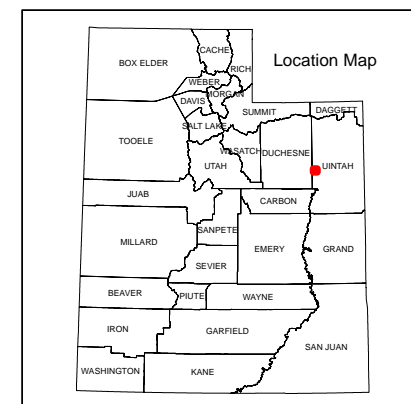 Location Map
CACHE
BOX ELDER
RICH
WEBER
MORGAN
DAVIS
SUMMIT
DAGGETT
SALT LAKE
TOOELE
WASATCH
DUCHESNE
UINTAH
UTAH
JUAB
CARBON
SANPETE
MILLARD
EMERY
GRAND
SEVIER
BEAVER
PIUTE
WAYNE
IRON
GARFIELD
SAN JUAN
WASHINGTON
KANE